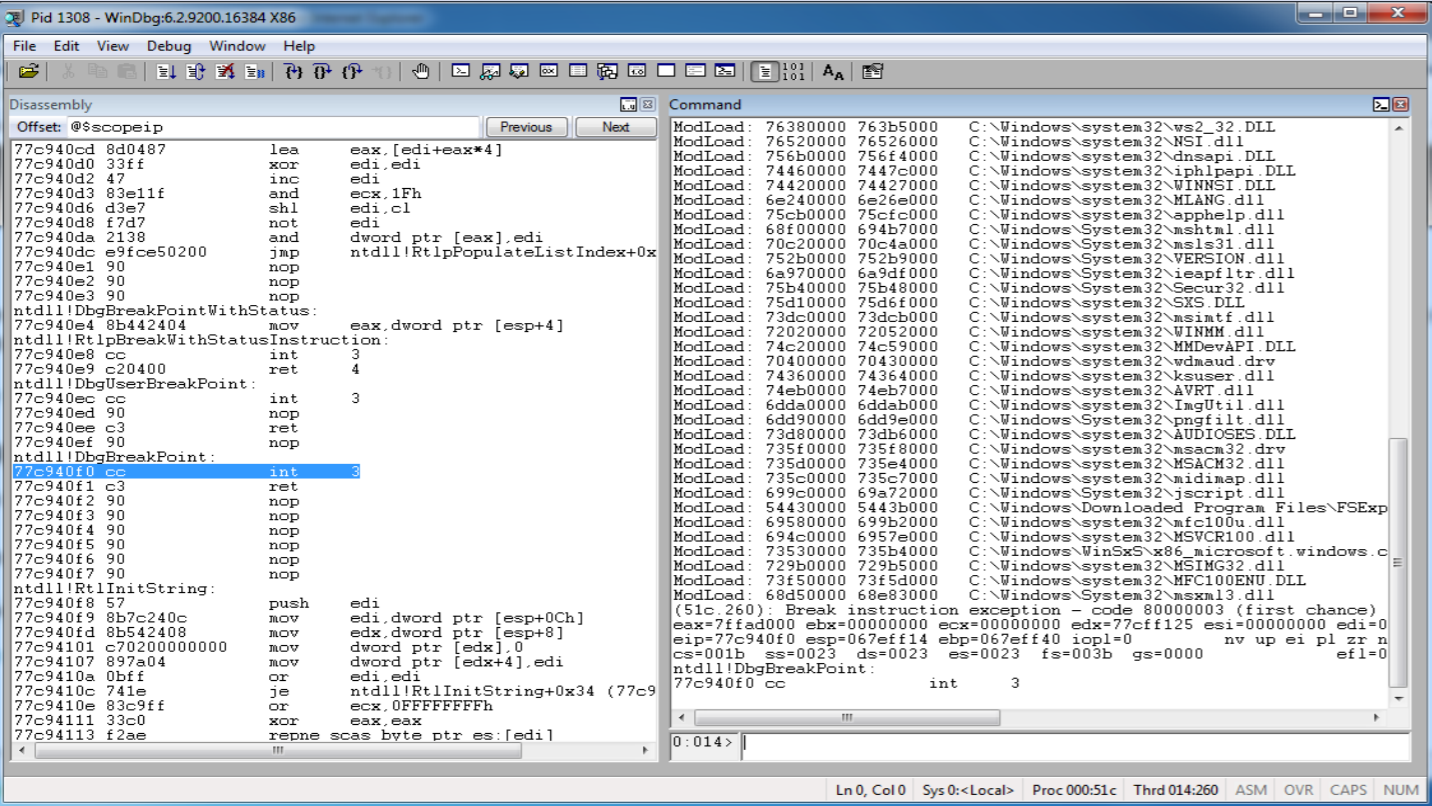 Pid 1308 - WinDbg:6.2.9200.16384 X86
File Edit View Debug Window Help
Disassembly
Offset: @$scopeip Previous Next
77c940cd 8d0487 lea eax,[edi+eax*4]
77c940d0 33ff xor edi,edi
77c940d2 47 inc edi
77c940d3 83e11f and ecx,1Fh
77c940d6 d3e7 shl edi,cl
77c940d8 f7d7 not edi
77c940da 2138 and dword ptr [eax],edi
77c940dc e9fce50200 jmp ntdll!RtlpPopulateListIndex+0x
77c940e1 90 nop
77c940e2 90 nop
77c940e3 90 nop
ntdll!DbgBreakPointWithStatus:
77c940e4 8b442404 mov eax,dword ptr [esp+4]
ntdll!RtlpBreakWithStatusInstruction:
77c940e8 cc int 3
77c940e9 c20400 ret 4
ntdll!DbgUserBreakPoint:
77c940ec cc int 3
77c940ed 90 nop
77c940ee c3 ret
77c940ef 90 nop
ntdll!DbgBreakPoint:
77c940f0 cc int 3
77c940f1 c3 ret
77c940f2 90 nop
77c940f3 90 nop
77c940f4 90 nop
77c940f5 90 nop
77c940f6 90 nop
77c940f7 90 nop
ntdll!RtlInitString:
77c940f8 57 push edi
77c940f9 8b7c240c mov edi,dword ptr [esp+0Ch]
77c940fd 8b542408 mov edx,dword ptr [esp+8]
77c94101 c70200000000 mov dword ptr [edx],0
77c94107 897a04 mov dword ptr [edx+4],edi
77c9410a 0bff or edi,edi
77c9410c 741e je ntdll!RtlInitString+0x34 (77c9
77c9410e 83c9ff or ecx,0FFFFFFFFh
77c94111 33c0 xor eax,eax
77c94113 f2ae repne scas byte ptr es:[edi]
Command
ModLoad: 76380000 763b5000 C:\Windows\system32\ws2_32.DLL
ModLoad: 76520000 76526000 C:\Windows\system32\NSI.dll
ModLoad: 756b0000 756f4000 C:\Windows\system32\dnsapi.DLL
ModLoad: 74460000 7447c000 C:\Windows\system32\iphlpapi.DLL
ModLoad: 74420000 74427000 C:\Windows\system32\WINNSI.DLL
ModLoad: 6e240000 6e26e000 C:\Windows\system32\MLANG.dll
ModLoad: 75cb0000 75cfc000 C:\Windows\system32\apphelp.dll
ModLoad: 68f00000 694b7000 C:\Windows\system32\mshtml.dll
ModLoad: 70c20000 70c4a000 C:\Windows\system32\msls31.dll
ModLoad: 752b0000 752b9000 C:\Windows\system32\VERSION.dll
ModLoad: 6a970000 6a9df000 C:\Windows\system32\ieapfltr.dll
ModLoad: 75b40000 75b48000 C:\Windows\system32\Secur32.dll
ModLoad: 75d10000 75d6f000 C:\Windows\system32\SXS.DLL
ModLoad: 73dc0000 73dcb000 C:\Windows\system32\msimtf.dll
ModLoad: 72020000 72052000 C:\Windows\system32\WINMM.dll
ModLoad: 74c20000 74c59000 C:\Windows\system32\MMDevAPI.DLL
ModLoad: 70400000 70430000 C:\Windows\system32\wdmaud.drv
ModLoad: 74360000 74364000 C:\Windows\system32\ksuser.dll
ModLoad: 74eb0000 74eb7000 C:\Windows\system32\AVRT.dll
ModLoad: 6dda0000 6ddab000 C:\Windows\system32\ImgUtil.dll
ModLoad: 6dd90000 6dd9e000 C:\Windows\system32\pngfilt.dll
ModLoad: 73d80000 73db6000 C:\Windows\system32\AUDIOSES.DLL
ModLoad: 735f0000 735f8000 C:\Windows\system32\msacm32.drv
ModLoad: 735d0000 735e4000 C:\Windows\system32\MSACM32.dll
ModLoad: 735c0000 735c7000 C:\Windows\system32\midimap.dll
ModLoad: 699c0000 69a72000 C:\Windows\System32\jscript.dll
ModLoad: 54430000 5443b000 C:\Windows\Downloaded Program Files\FSExp
ModLoad: 69580000 699b2000 C:\Windows\system32\mfc100u.dll
ModLoad: 694c0000 6957e000 C:\Windows\system32\MSVCR100.dll
ModLoad: 73530000 735b4000 C:\Windows\WinSxS\x86_microsoft.windows.c
ModLoad: 729b0000 729b5000 C:\Windows\system32\MSIMG32.dll
ModLoad: 73f50000 73f5d000 C:\Windows\system32\MFC100ENU.DLL
ModLoad: 68d50000 68e83000 C:\Windows\System32\msxml3.dll
(51c.260): Break instruction exception - code 80000003 (first chance)
eax=7ffad000 ebx=00000000 ecx=00000000 edx=77cff125 esi=00000000 edi=0
eip=77c940f0 esp=067eff14 ebp=067eff40 iopl=0 nv up ei pl zr n
cs=001b ss=0023 ds=0023 es=0023 fs=003b gs=0000 efl=0
ntdll!DbgBreakPoint:
77c940f0 cc int 3
0:014>
Ln 0, Col 0 Sys 0:<Local> Proc 000:51c Thrd 014:260 ASM OVR CAPS NUM